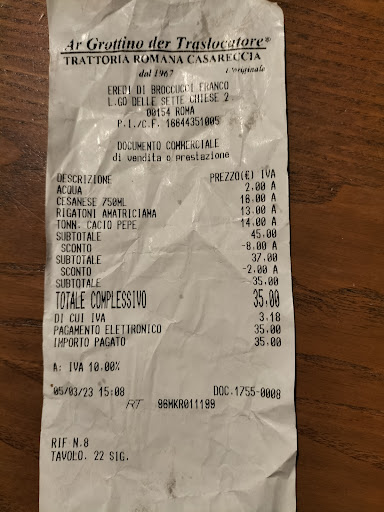 Ar Grottino der Traslocatore®
TRATTORIA ROMANA CASARECCIA
dal 1967 l'originale
EREDI DI BROCCUCCI FRANCO
L.GO DELLE SETTE CHIESE 2
00154 ROMA
P.I./C.F. 16644351005
DOCUMENTO COMMERCIALE
di vendita o prestazione
DESCRIZIONE PREZZO(€) IVA
ACQUA 2.00 A
CESANESE 750ML 16.00 A
RIGATONI AMATRICIANA 13.00 A
TONN. CACIO PEPE 14.00 A
SUBTOTALE 45.00
SCONTO -8.00 A
SUBTOTALE 37.00
SCONTO -2.00 A
SUBTOTALE 35.00
TOTALE COMPLESSIVO 35.00
DI CUI IVA 3.18
PAGAMENTO ELETTRONICO 35.00
IMPORTO PAGATO 35.00
A: IVA 10.00%
05/03/23 15:08 DOC.1755-0008
RT 96MKR011199
RIF N.8
TAVOLO. 22 SIG.